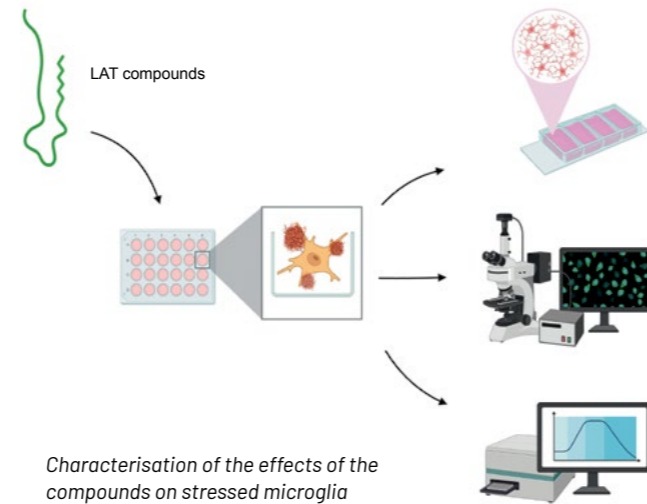 LAT compounds
Characterisation of the effects of the
compounds on stressed microglia